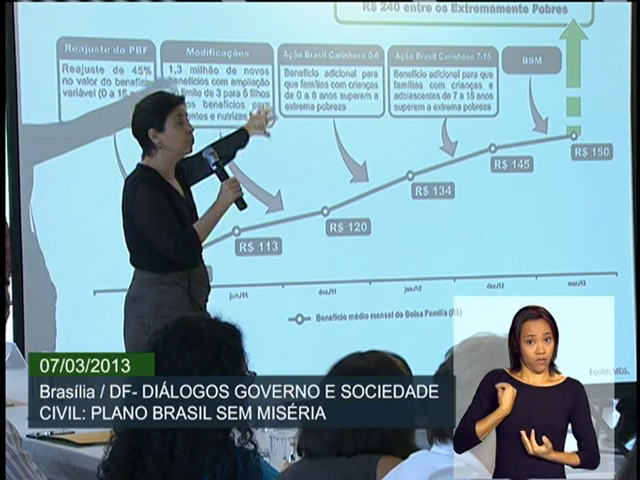 R$ 240 entre os Extremamente Pobres
Reajuste do PBF
Reajuste de 45%
no valor do benefício
variável (0 a 15
Modificações
1,3 milhão de novos
benefícios com ampliação
limite de 3 para 5 filhos
benefícios para
e nutrizes
Ação Brasil Carinhoso 0-6
Benefício adicional para
que famílias com crianças
de 0 a 6 anos superem a
extrema pobreza
Ação Brasil Carinhoso 7-15
Benefício adicional para que
famílias com crianças e
adolescentes de 7 a 15 anos
superem a extrema pobreza
BSM
R$ 113
R$ 120
R$ 134
R$ 145
R$ 150
jun/11
dez/11
jun/12
dez/12
mar/13
Benefício médio mensal do Bolsa Família (R$)
Fonte: MDS.
07/03/2013
Brasília / DF- DIÁLOGOS GOVERNO E SOCIEDADE
CIVIL: PLANO BRASIL SEM MISÉRIA